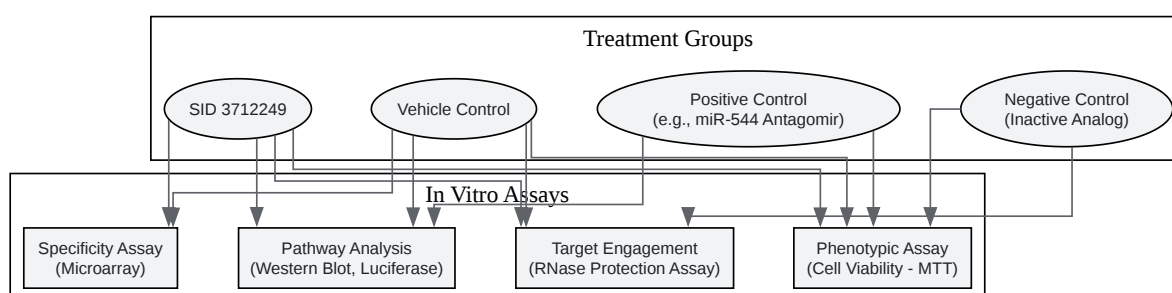 Treatment Groups
SID 3712249
Vehicle Control
Positive Control
(e.g., miR-544 Antagomir)
Negative Control
(Inactive Analog)
In Vitro Assays
Specificity Assay
(Microarray)
Pathway Analysis
(Western Blot, Luciferase)
Target Engagement
(RNase Protection Assay)
Phenotypic Assay
(Cell Viability - MTT)